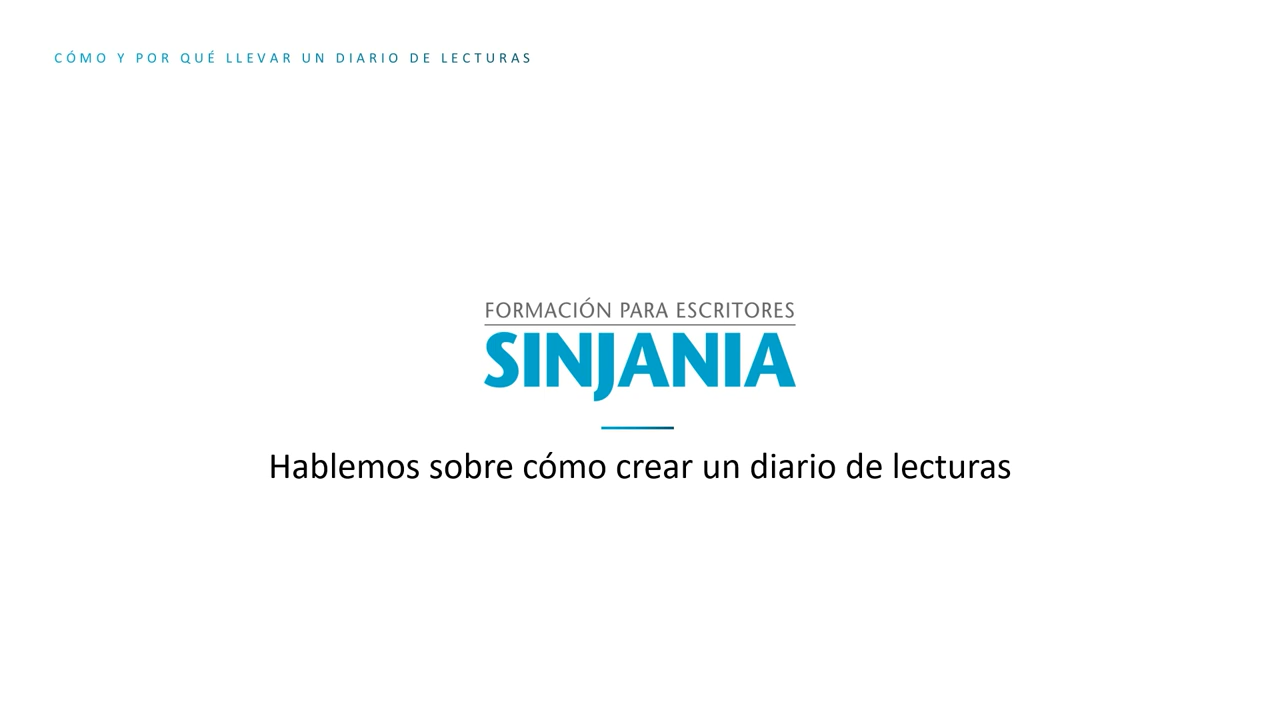 CÓMO Y POR QUÉ LLEVAR UN DIARIO DE LECTURAS
FORMACIÓN PARA ESCRITORES
SINJANIA
Hablemos sobre cómo crear un diario de lecturas